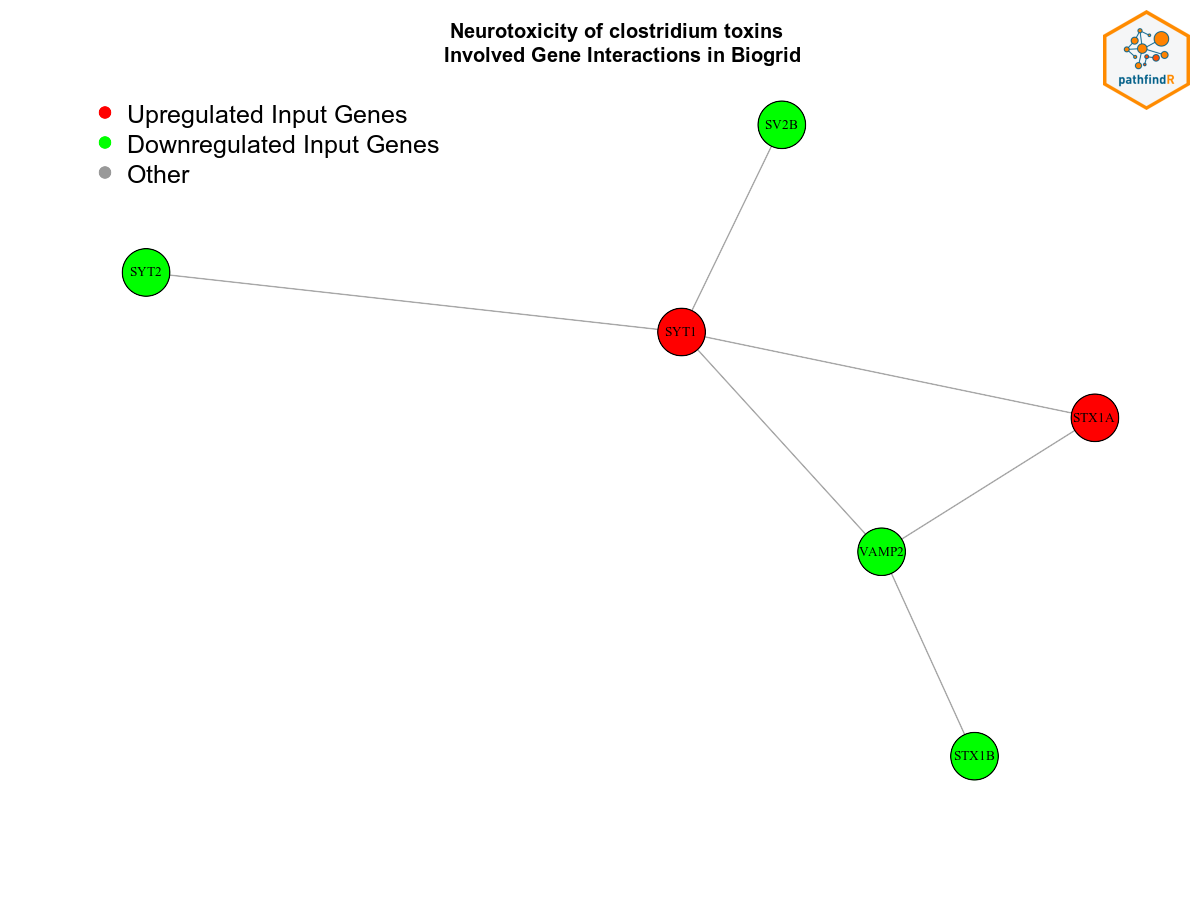 Neurotoxicity of clostridium toxins
Involved Gene Interactions in Biogrid
pathfindR
Upregulated Input Genes
Downregulated Input Genes
Other
SV2B
SYT2
SYT1
STX1A
VAMP2
STX1B